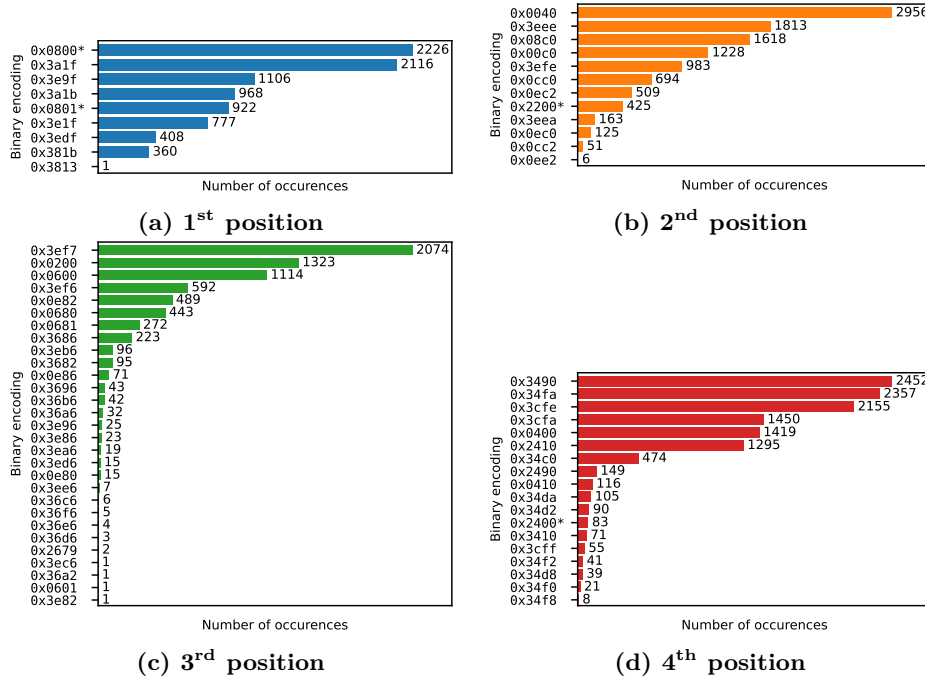 Binary encoding
0x0800* 2226
0x3a1f 2116
0x3e9f 1106
0x3a1b 968
0x0801* 922
0x3e1f 777
0x3edf 408
0x381b 360
0x3813 1
Number of occurences
(a) 1st position
Binary encoding
0x0040 2956
0x3eee 1813
0x08c0 1618
0x00c0 1228
0x3efe 983
0x0cc0 694
0x0ec2 509
0x2200* 425
0x3eea 163
0x0ec0 125
0x0cc2 51
0x0ee2 6
Number of occurences
(b) 2nd position
Binary encoding
0x3ef7 2074
0x0200 1323
0x0600 1114
0x3ef6 592
0x0e82 489
0x0680 443
0x0681 272
0x3686 223
0x3eb6 96
0x3682 95
0x0e86 71
0x3696 43
0x36b6 42
0x36a6 32
0x3e96 25
0x3e86 23
0x3ea6 19
0x3ed6 15
0x0e80 15
0x3ee6 7
0x36c6 6
0x36f6 5
0x36e6 4
0x36d6 3
0x2679 2
0x3ec6 1
0x36a2 1
0x0601 1
0x3e82 1
Number of occurences
(c) 3rd position
Binary encoding
0x3490 2452
0x34fa 2357
0x3cfe 2155
0x3cfa 1450
0x0400 1419
0x2410 1295
0x34c0 474
0x2490 149
0x0410 116
0x34da 105
0x34d2 90
0x2400* 83
0x3410 71
0x3cff 55
0x34f2 41
0x34d8 39
0x34f0 21
0x34f8 8
Number of occurences
(d) 4th position